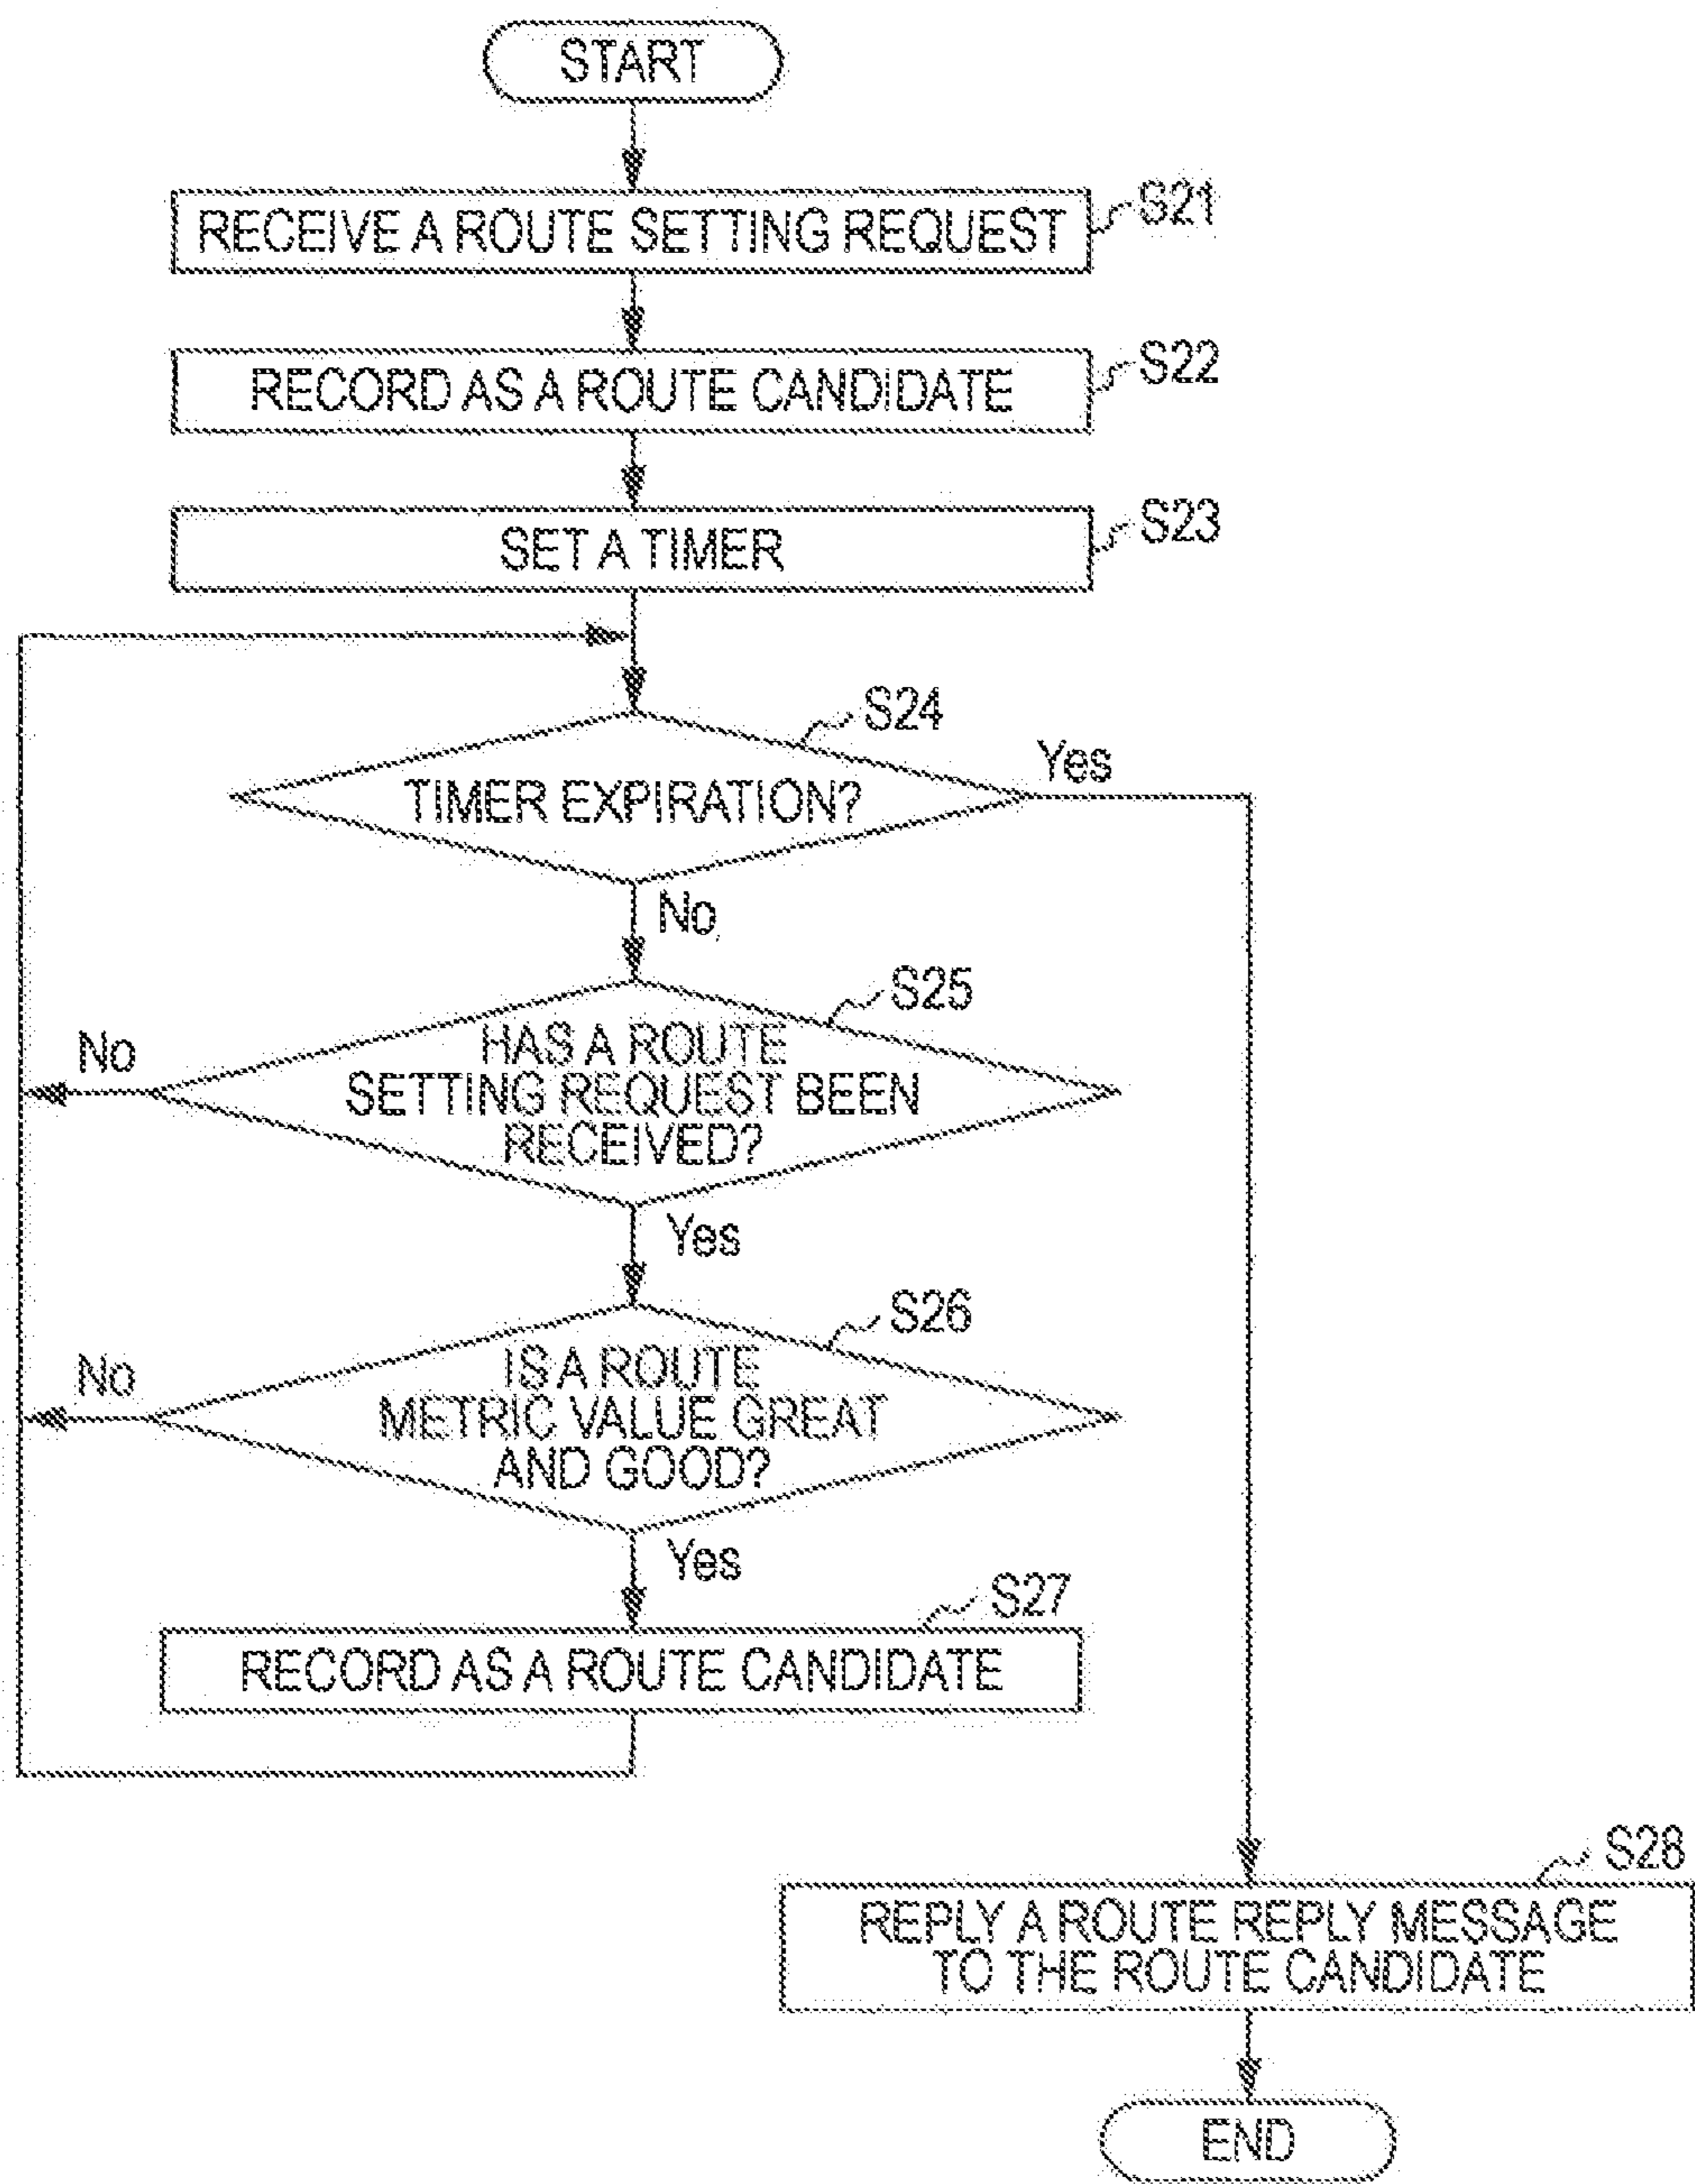 START
RECEIVE A ROUTE SETTING REQUEST
S21
RECORD AS A ROUTE CANDIDATE
S22
SET A TIMER
S23
S24
TIMER EXPIRATION?
Yes
No
S25
HAS A ROUTE
SETTING REQUEST BEEN
RECEIVED?
No
Yes
S26
IS A ROUTE
METRIC VALUE GREAT
AND GOOD?
No
Yes
S27
RECORD AS A ROUTE CANDIDATE
S28
REPLY A ROUTE REPLY MESSAGE
TO THE ROUTE CANDIDATE
END